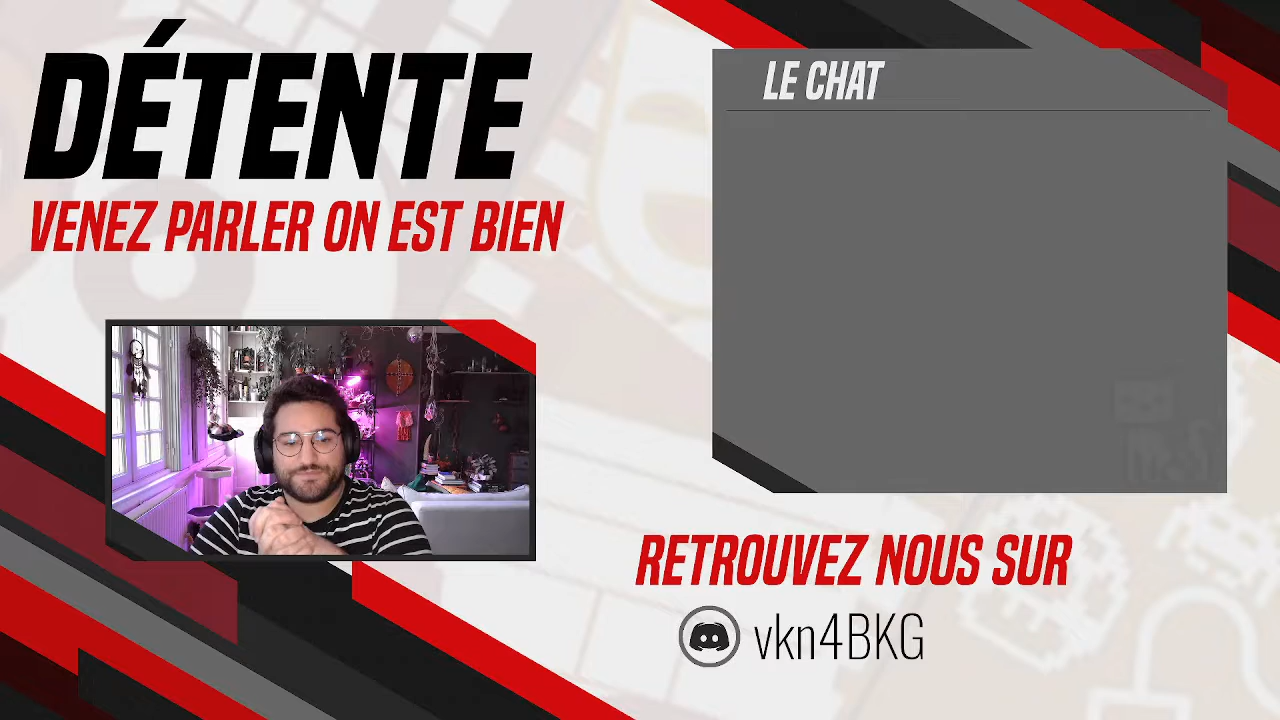 DÉTENTE
VENEZ PARLER ON EST BIEN
LE CHAT
RETROUVEZ NOUS SUR
vkn4BKG